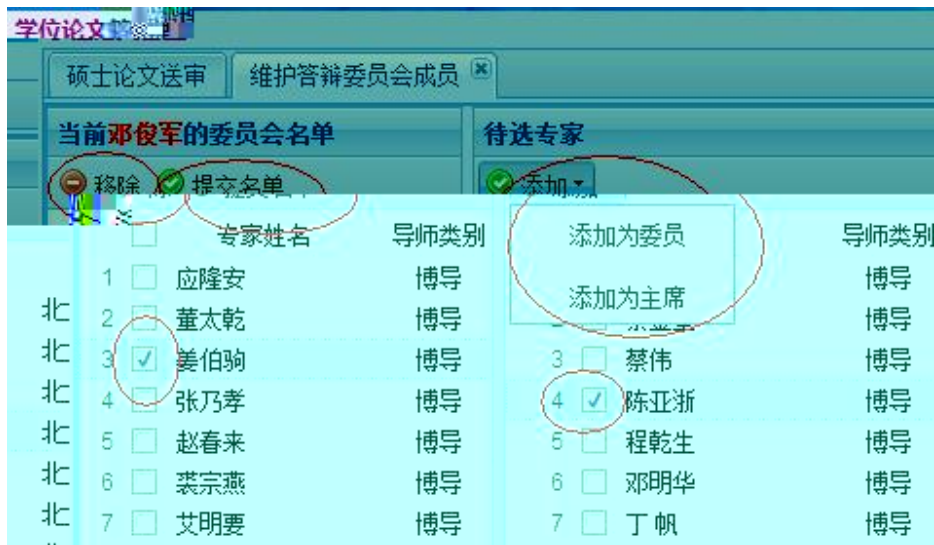 学位论文
硕士论文送审 维护答辩委员会成员
当前邓俊军的委员会名单 待选专家
移除 提交名单 添加
专家姓名 导师类别 添加为委员 导师类别
1 应隆安 博导 博导
添加为主席
北 2 董太乾 博导 博导
北 3 姜伯驹 博导 3 蔡伟 博导
北 4 张乃孝 博导 4 陈亚浙 博导
北 5 赵春来 博导 5 程乾生 博导
北 6 裘宗燕 博导 6 邓明华 博导
北 7 艾明要 博导 7 丁帆 博导